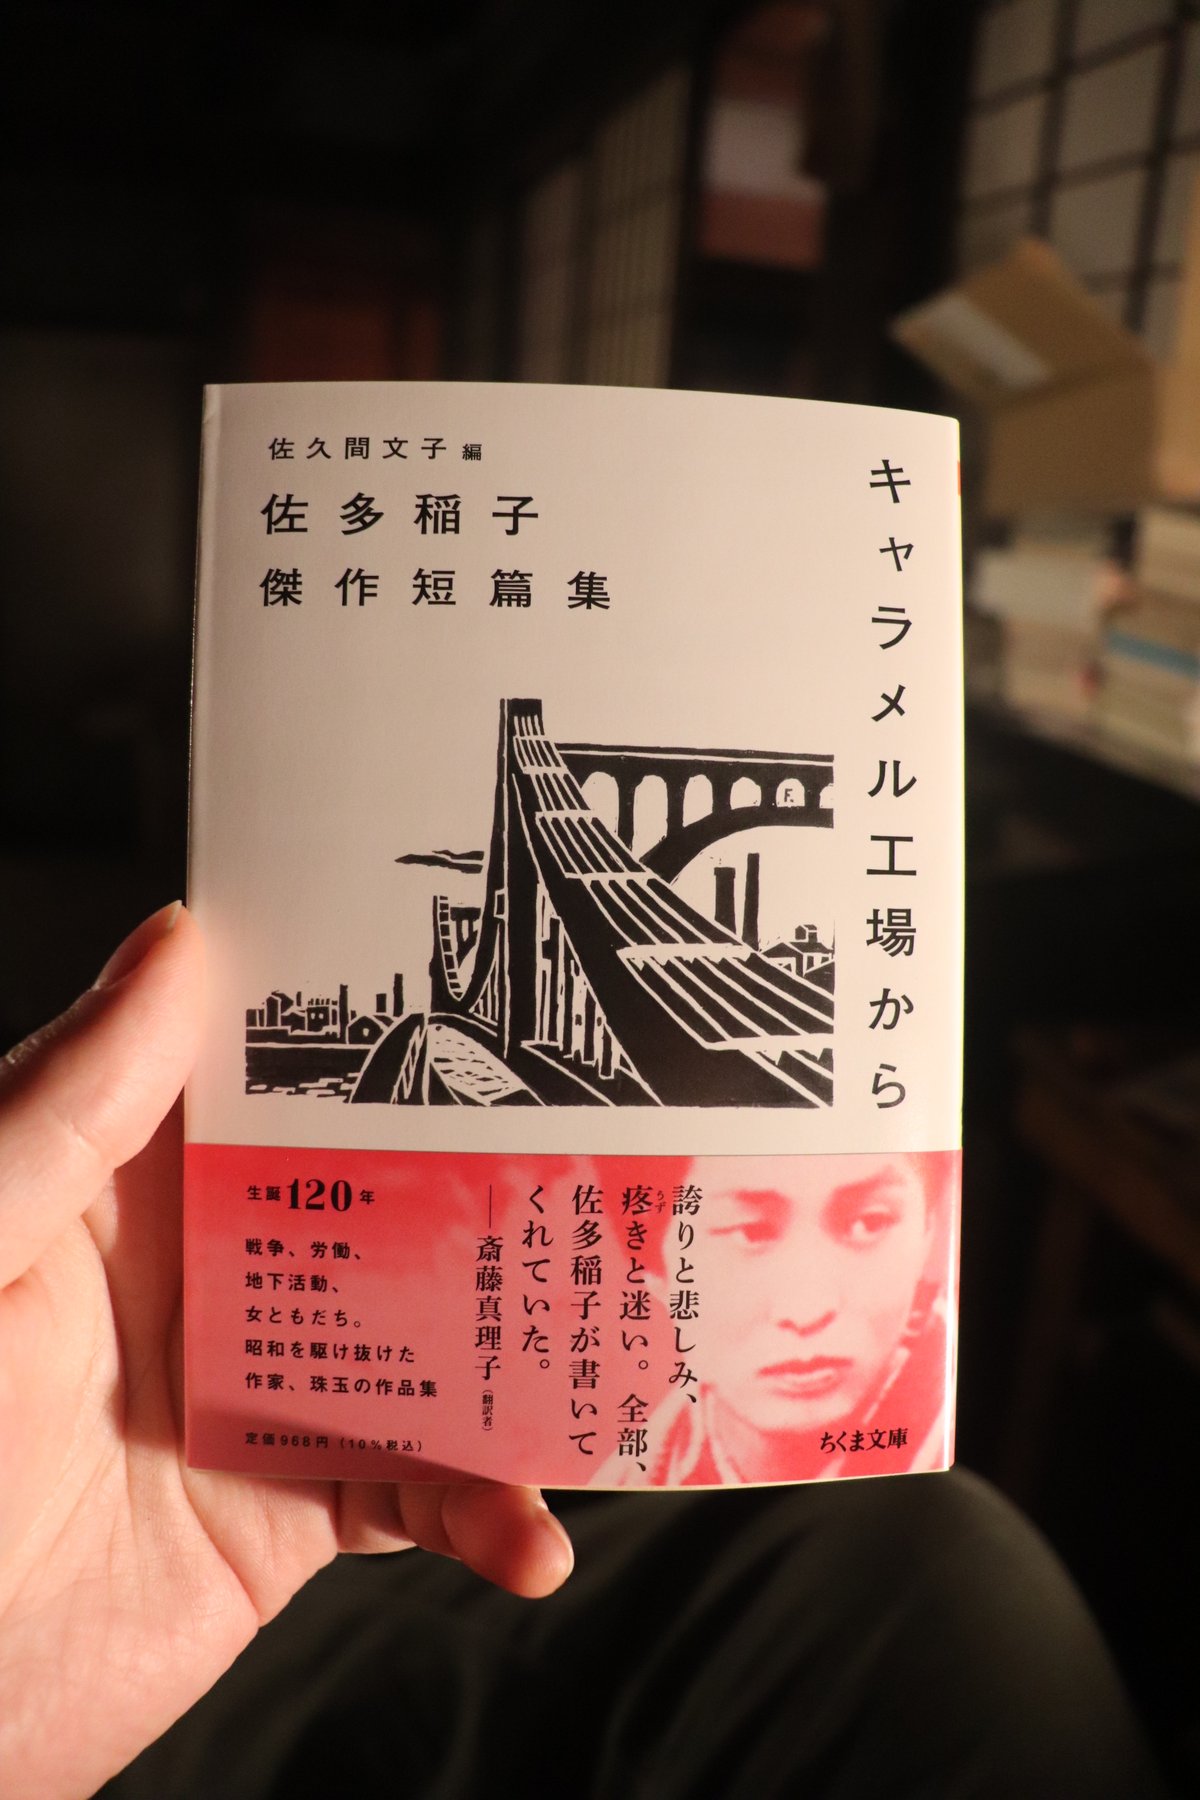 キャラメル工場から
佐久間文子 編
佐多稲子
傑作短篇集
F.
誇りと悲しみ、
疼きと迷い。全部、
うず
佐多稲子が書いて
くれていた。
──斎藤真理子(翻訳者)
生誕120年
戦争、労働、
地下活動、
女ともだち。
昭和を駆け抜けた
作家、珠玉の作品集
定価968円(10%税込)
ちくま文庫